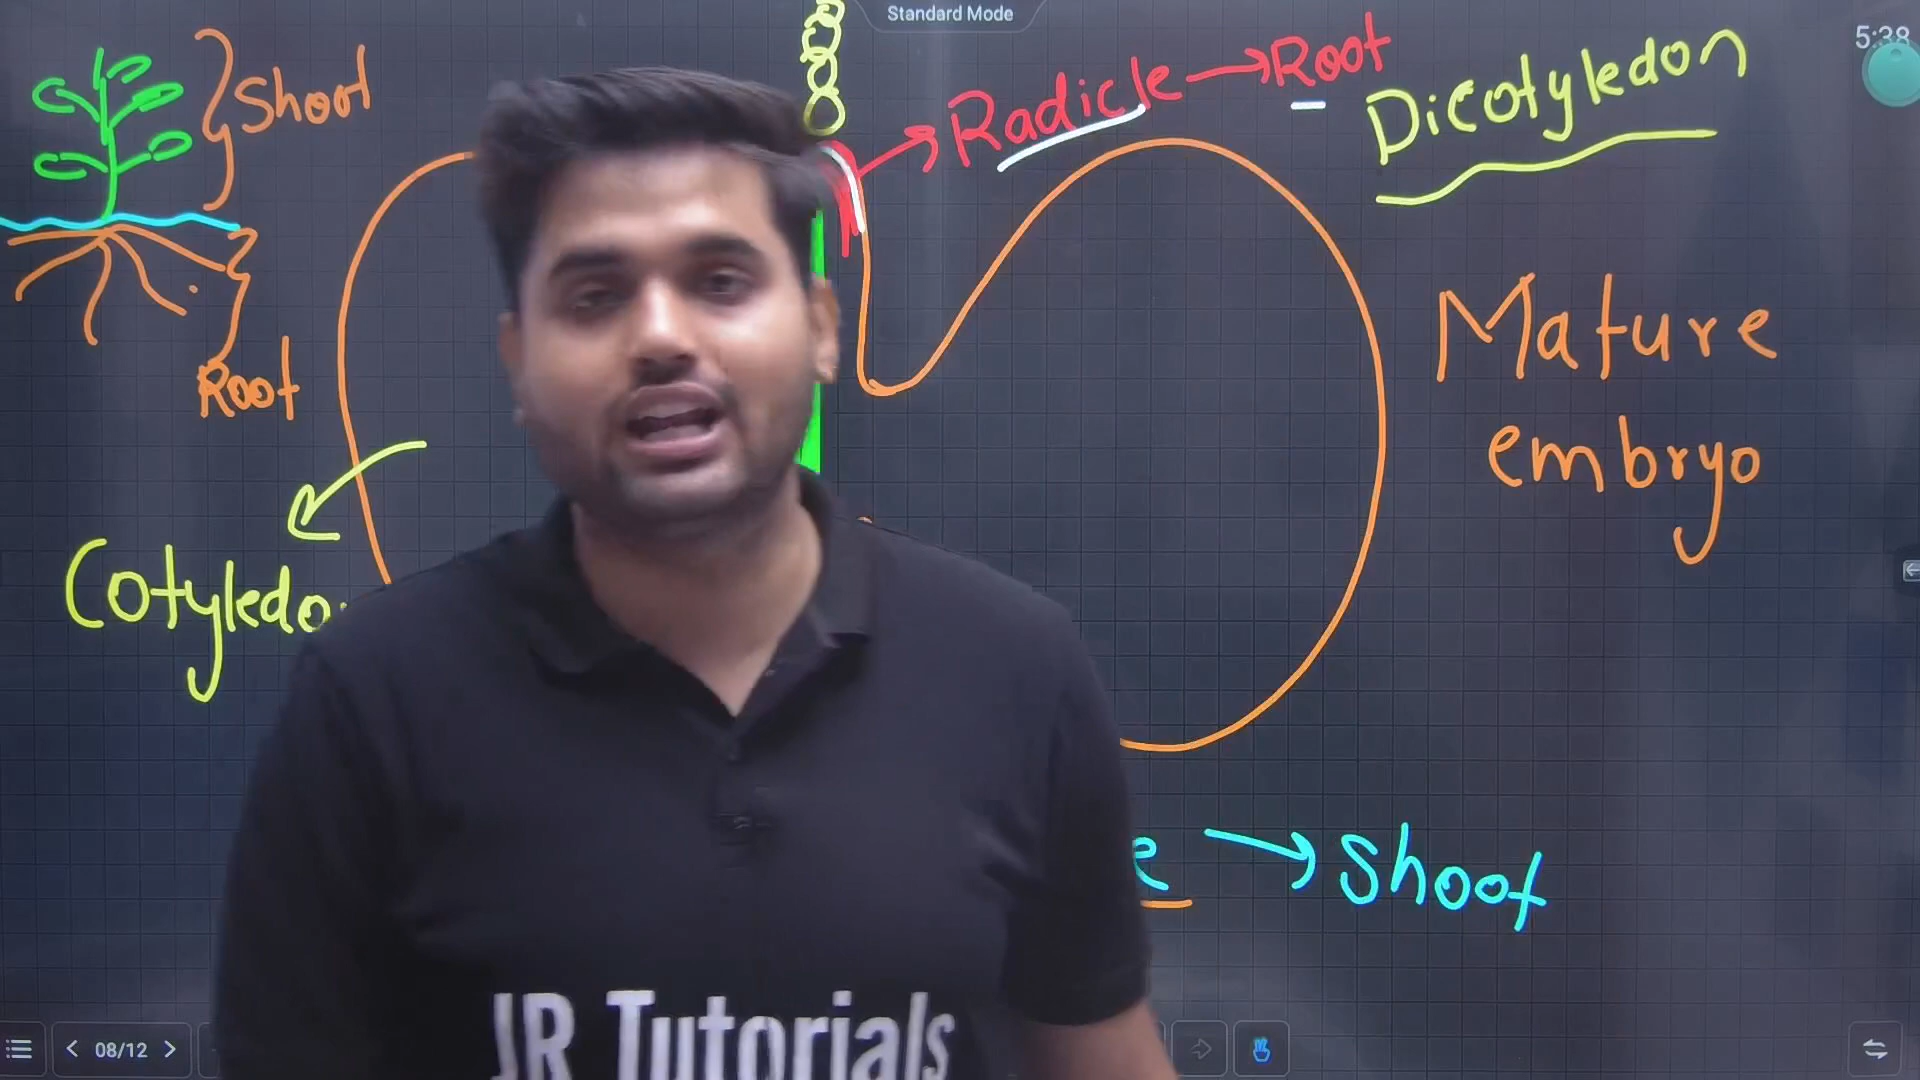 Standard Mode
5:38
Shoot
Radicle → Root
Dicotyledon
Mature
embryo
Root
→ Shoot
JR Tutorials
08/12